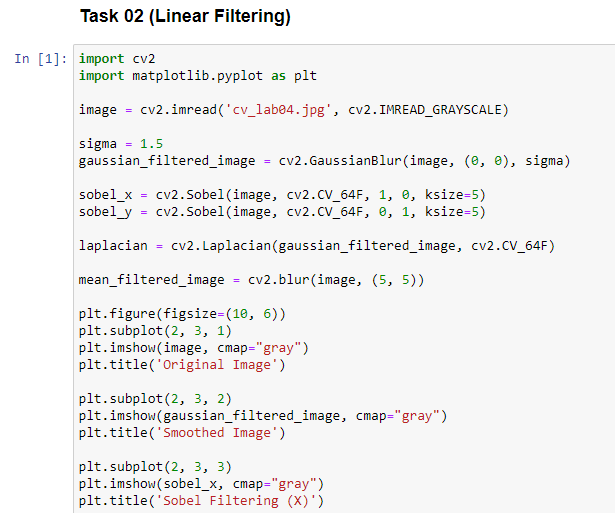 Task 02 (Linear Filtering)
In [1]: import cv2
import matplotlib.pyplot as plt
image = cv2.imread('cv_lab04.jpg', cv2.IMREAD_GRAYSCALE)
sigma = 1.5
gaussian_filtered_image = cv2.GaussianBlur(image, (0, 0), sigma)
sobel_x = cv2.Sobel(image, cv2.CV_64F, 1, 0, ksize=5)
sobel_y = cv2.Sobel(image, cv2.CV_64F, 0, 1, ksize=5)
laplacian = cv2.Laplacian(gaussian_filtered_image, cv2.CV_64F)
mean_filtered_image = cv2.blur(image, (5, 5))
plt.figure(figsize=(10, 6))
plt.subplot(2, 3, 1)
plt.imshow(image, cmap="gray")
plt.title('Original Image')
plt.subplot(2, 3, 2)
plt.imshow(gaussian_filtered_image, cmap="gray")
plt.title('Smoothed Image')
plt.subplot(2, 3, 3)
plt.imshow(sobel_x, cmap="gray")
plt.title('Sobel Filtering (X)')